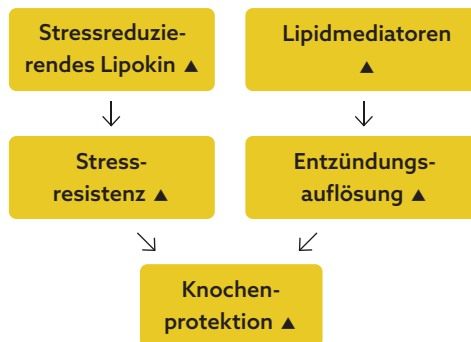 Stressreduzie-
rendes Lipokin ▲
Lipidmediatoren
▲
Stress-
resistenz ▲
Entzündungs-
auflösung ▲
Knochen-
protektion ▲